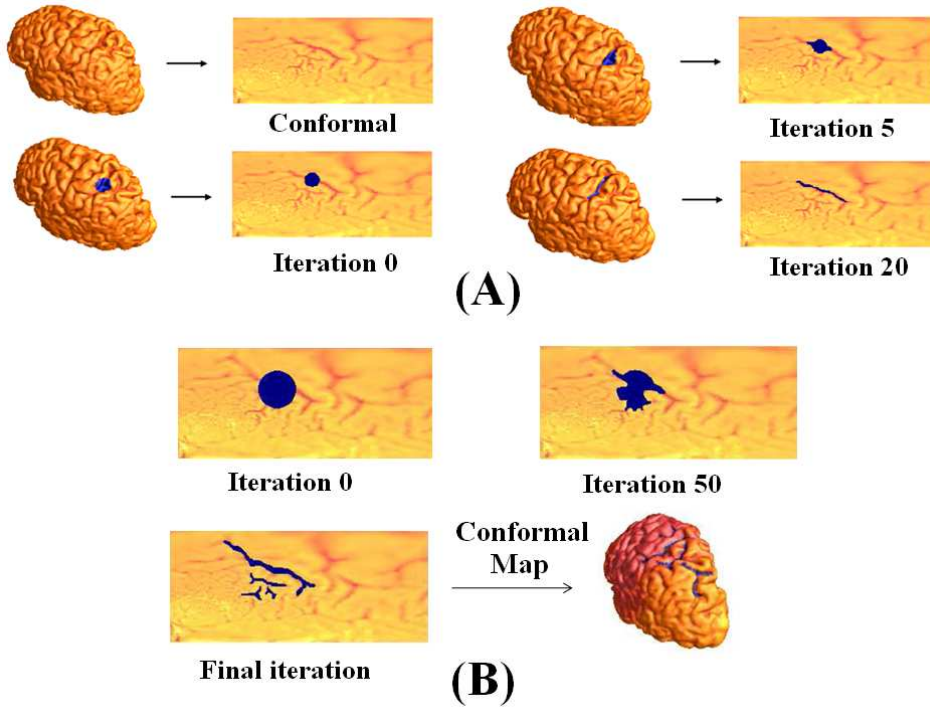 Conformal
Iteration 5
Iteration 0
Iteration 20
(A)
Iteration 0
Iteration 50
Conformal
Map
Final iteration
(B)